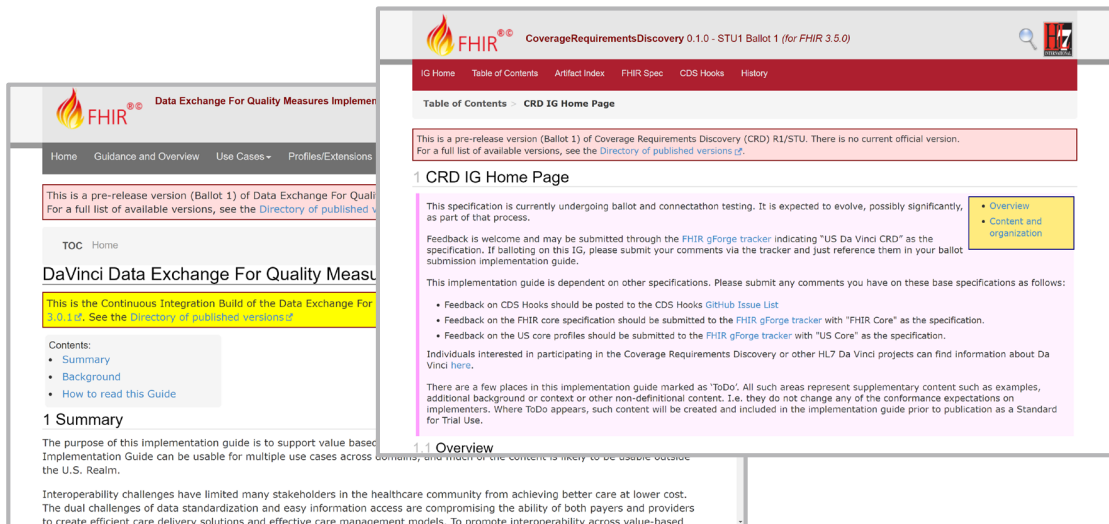 FHIR®©
CoverageRequirementsDiscovery 0.1.0 - STU1 Ballot 1 (for FHIR 3.5.0)
HL7
INTERNATIONAL
IG Home Table of Contents Artifact Index FHIR Spec CDS Hooks History
Table of Contents > CRD IG Home Page
This is a pre-release version (Ballot 1) of Coverage Requirements Discovery (CRD) R1/STU. There is no current official version.
For a full list of available versions, see the Directory of published versions.
1 CRD IG Home Page
This specification is currently undergoing ballot and connectathon testing. It is expected to evolve, possibly significantly,
as part of that process.
• Overview
• Content and
organization
Feedback is welcome and may be submitted through the FHIR gForge tracker indicating "US Da Vinci CRD" as the
specification. If balloting on this IG, please submit your comments via the tracker and just reference them in your ballot
submission implementation guide.
This implementation guide is dependent on other specifications. Please submit any comments you have on these base specifications as follows:
• Feedback on CDS Hooks should be posted to the CDS Hooks GitHub Issue List
• Feedback on the FHIR core specification should be submitted to the FHIR gForge tracker with "FHIR Core" as the specification.
• Feedback on the US core profiles should be submitted to the FHIR gForge tracker with "US Core" as the specification.
Individuals interested in participating in the Coverage Requirements Discovery or other HL7 Da Vinci projects can find information about Da
Vinci here.
There are a few places in this implementation guide marked as 'ToDo'. All such areas represent supplementary content such as examples,
additional background or context or other non-definitional content. I.e. they do not change any of the conformance expectations on
implementers. Where ToDo appears, such content will be created and included in the implementation guide prior to publication as a Standard
for Trial Use.
1.1 Overview
FHIR®©
Data Exchange For Quality Measures Implemen
Home Guidance and Overview Use Cases Profiles/Extensions
This is a pre-release version (Ballot 1) of Data Exchange For Quali
For a full list of available versions, see the Directory of published v
TOC Home
DaVinci Data Exchange For Quality Measu
This is the Continuous Integration Build of the Data Exchange For
3.0.1. See the Directory of published versions
Contents:
• Summary
• Background
• How to read this Guide
1 Summary
The purpose of this implementation guide is to support value based
Implementation Guide can be usable for multiple use cases across domains, and much of the content is likely to be usable outside
the U.S. Realm.
Interoperability challenges have limited many stakeholders in the healthcare community from achieving better care at lower cost.
The dual challenges of data standardization and easy information access are compromising the ability of both payers and providers
to create efficient care delivery solutions and effective care management models. To promote interoperability across value-based